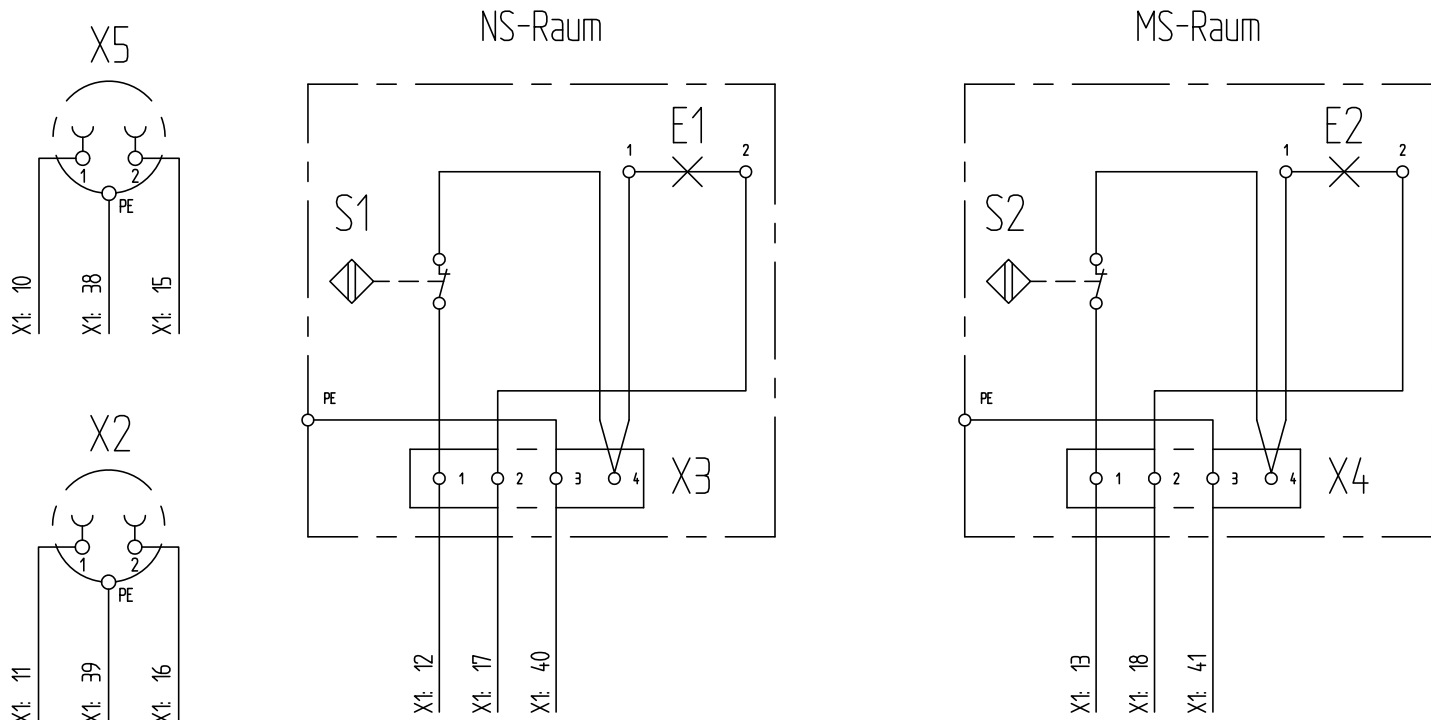 X5
1
2
PE
X1: 10
X1: 38
X1: 15
X2
1
2
PE
X1: 11
X1: 39
X1: 16
NS-Raum
E1
1
2
S1
PE
1
2
3
4
X3
X1: 12
X1: 17
X1: 40
MS-Raum
E2
1
2
S2
PE
1
2
3
4
X4
X1: 13
X1: 18
X1: 41